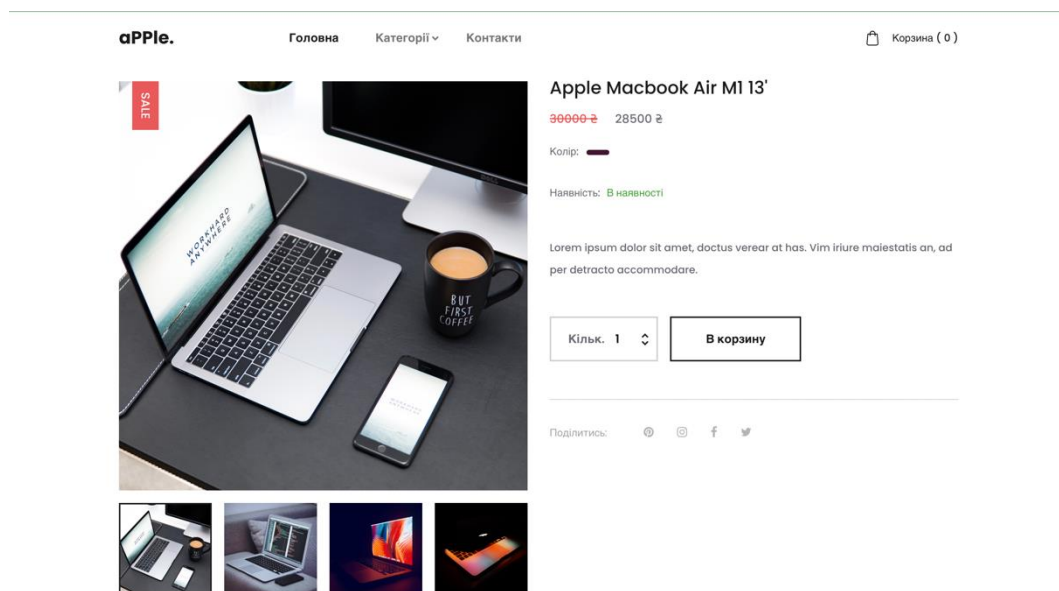 aPPle.
Головна
Категорії
Контакти
Корзина ( 0 )
SALE
WORKHARD
ANYWHERE
BUT
FIRST
COFFEE
Apple Macbook Air M1 13'
30000 ₴ 28500 ₴
Колір:
Наявність: В наявності
Lorem ipsum dolor sit amet, doctus verear at has. Vim iriure maiestatis an, ad
per detracto accommodare.
Кільк. 1
В корзину
Поділитись: